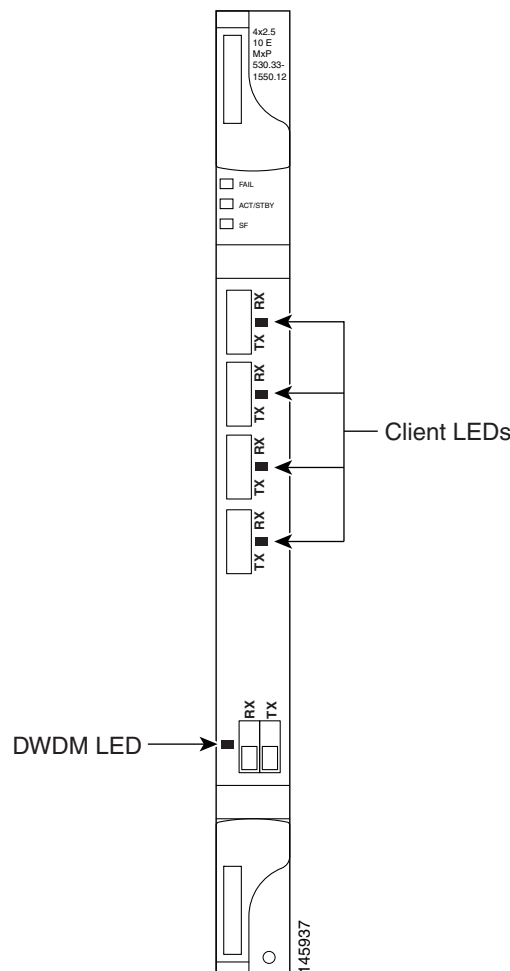 4x2.5
10 E
MxP
530.33-
1550.12
FAIL
ACT/STBY
SF
RX
TX
RX
TX
RX
TX
RX
TX
Client LEDs
RX
TX
DWDM LED
145937